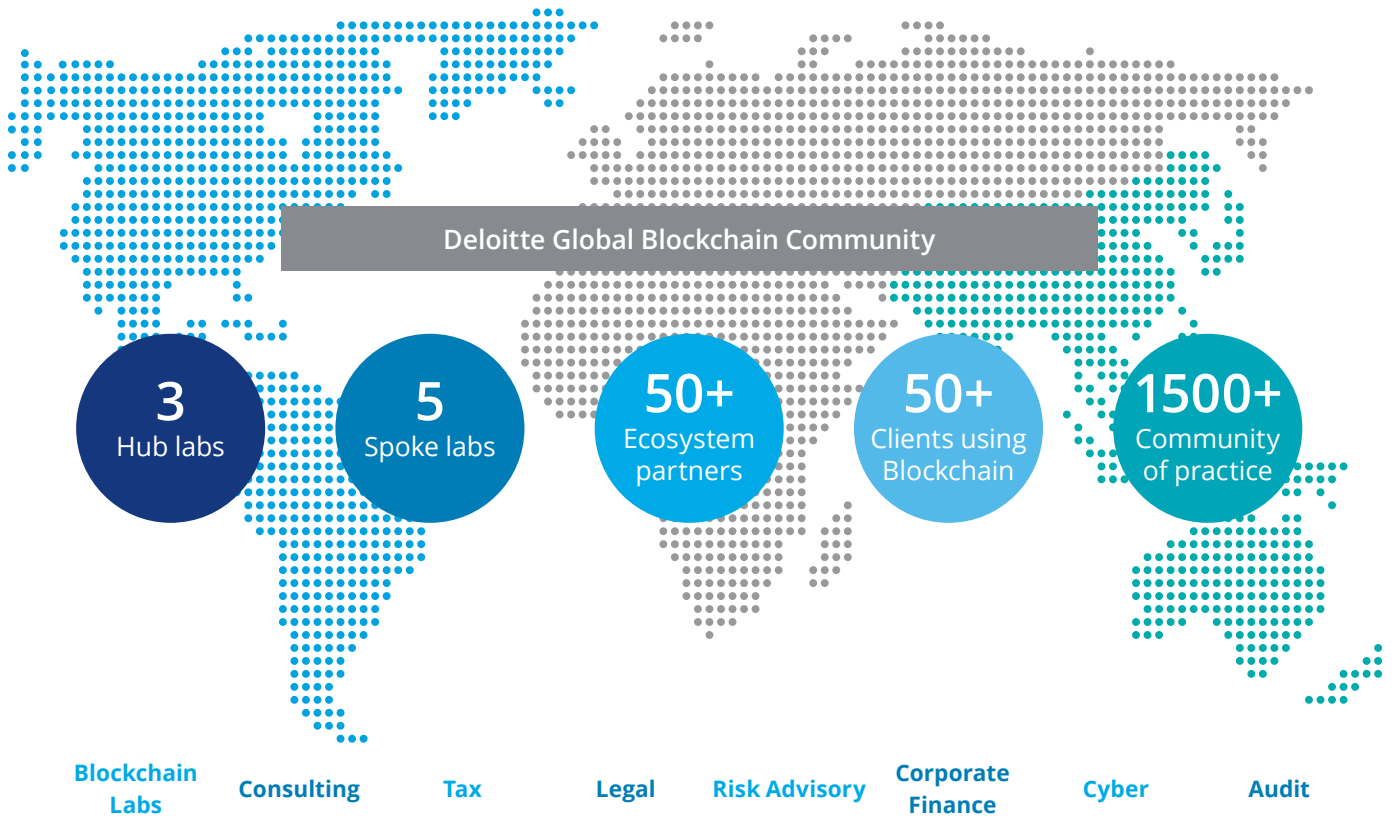 Deloitte Global Blockchain Community
3
Hub labs
5
Spoke labs
50+
Ecosystem
partners
50+
Clients using
Blockchain
1500+
Community
of practice
Blockchain
Labs
Consulting
Tax
Legal
Risk Advisory
Corporate
Finance
Cyber
Audit